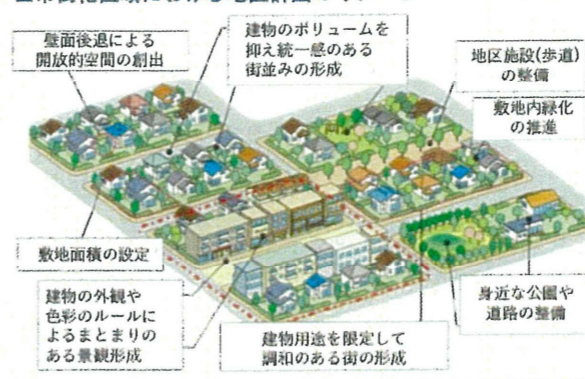 壁面後退による
開放的空間の創出
建物のボリュームを
抑え統一感のある
街並みの形成
地区施設(歩道)
の整備
敷地内緑化
の推進
敷地面積の設定
建物の外観や
色彩のルールに
よるまとまりの
ある景観形成
建物用途を限定して
調和のある街の形成
身近な公園や
道路の整備